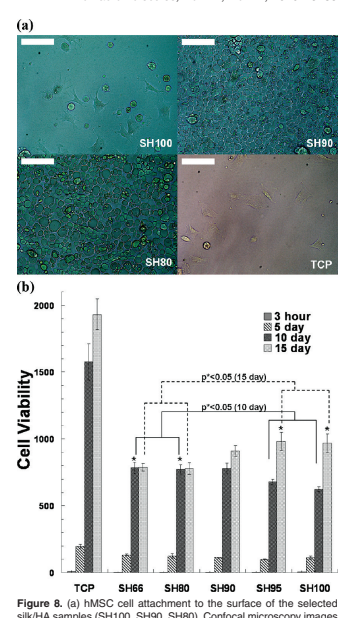 (a)
SH100
SH90
SH80
TCP
(b)
2000
1500
1000
500
0
Cell Viability
3 hour
5 day
10 day
15 day
p*<0.05 (15 day)
p*<0.05 (10 day)
* * * *
TCP SH66 SH80 SH90 SH95 SH100
Figure 8. (a) hMSC cell attachment to the surface of the selected
silk/HA samples (SH100, SH90, SH80). Confocal microscopy images